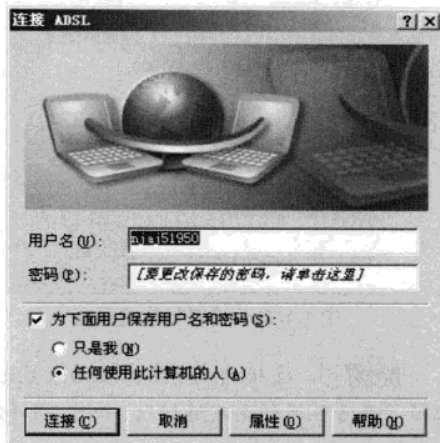 连接 ADSL
用户名(U):
njaj51950
密码(P):
[要更改保存的密码，请单击这里]
为下面用户保存用户名和密码(S):
只是我(N)
任何使用此计算机的人(A)
连接(C)
取消
属性(O)
帮助(H)